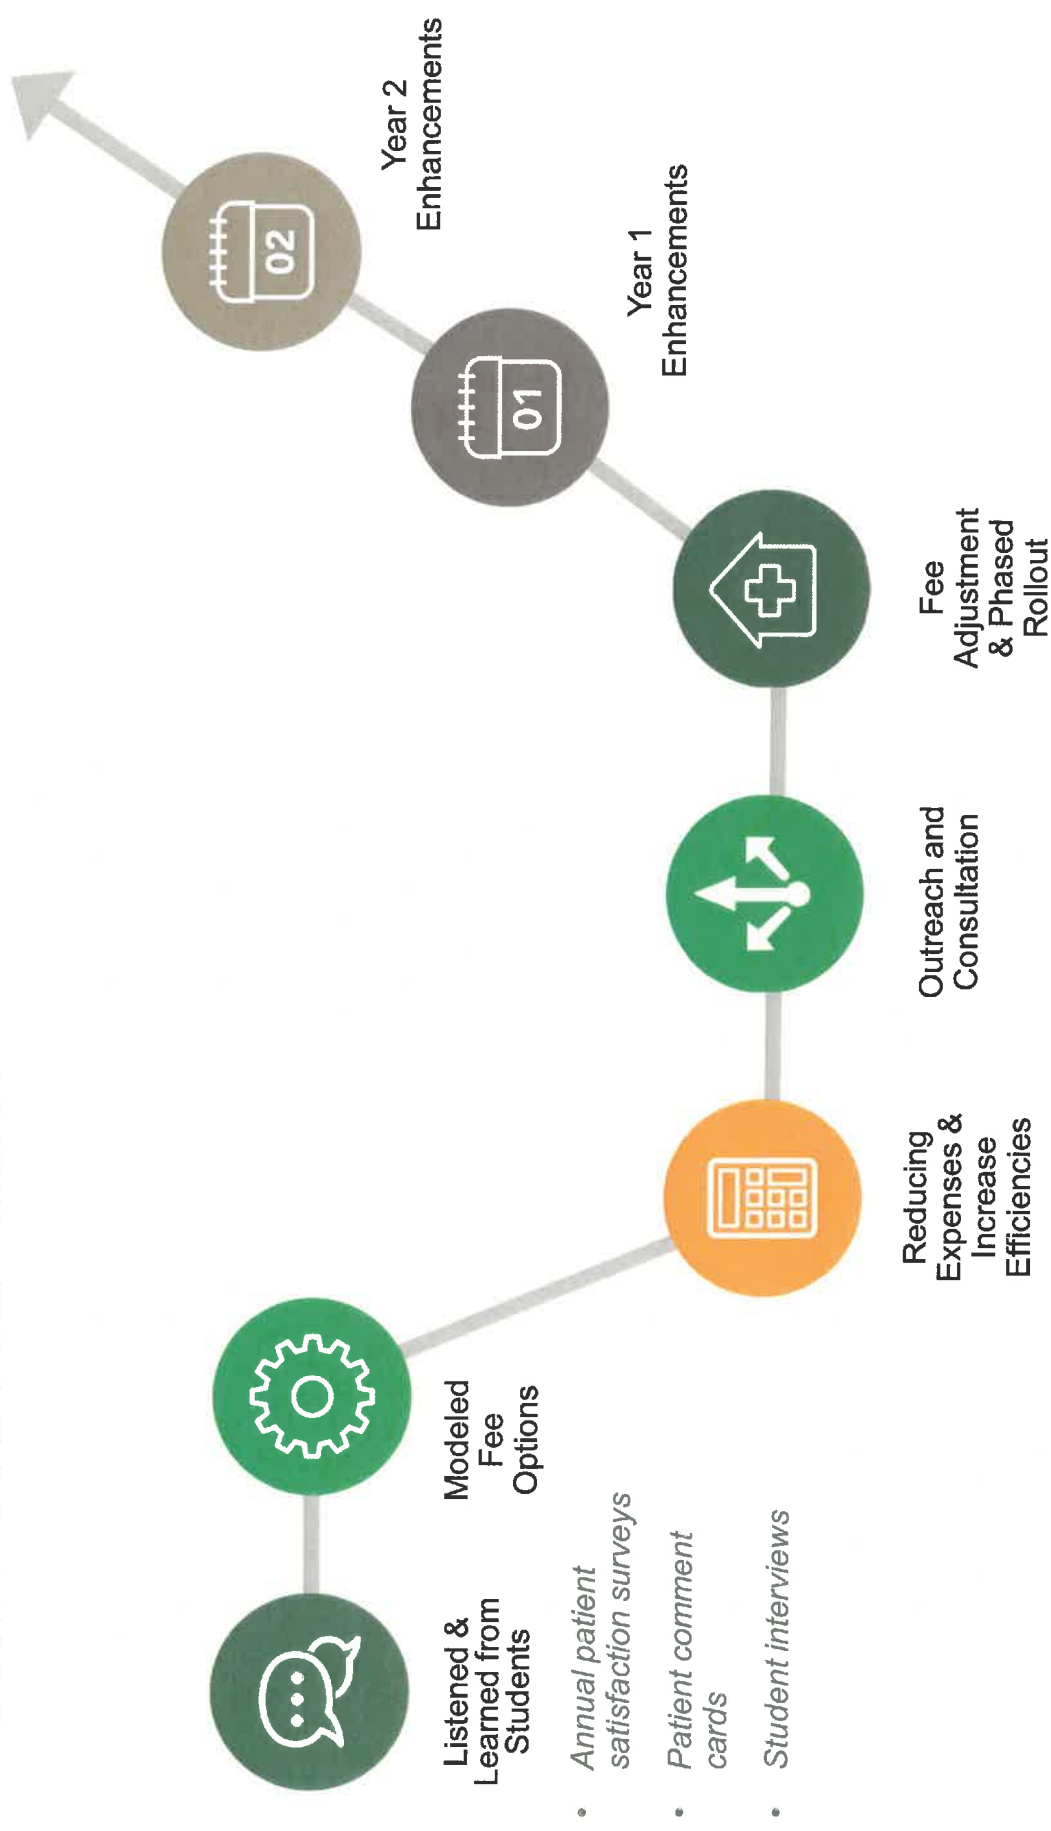 Listened &
Learned from
Students
• Annual patient
satisfaction surveys
• Patient comment
cards
• Student interviews
Modeled
Fee
Options
Reducing
Expenses &
Increase
Efficiencies
Outreach and
Consultation
Fee
Adjustment
& Phased
Rollout
01
Year 1
Enhancements
02
Year 2
Enhancements